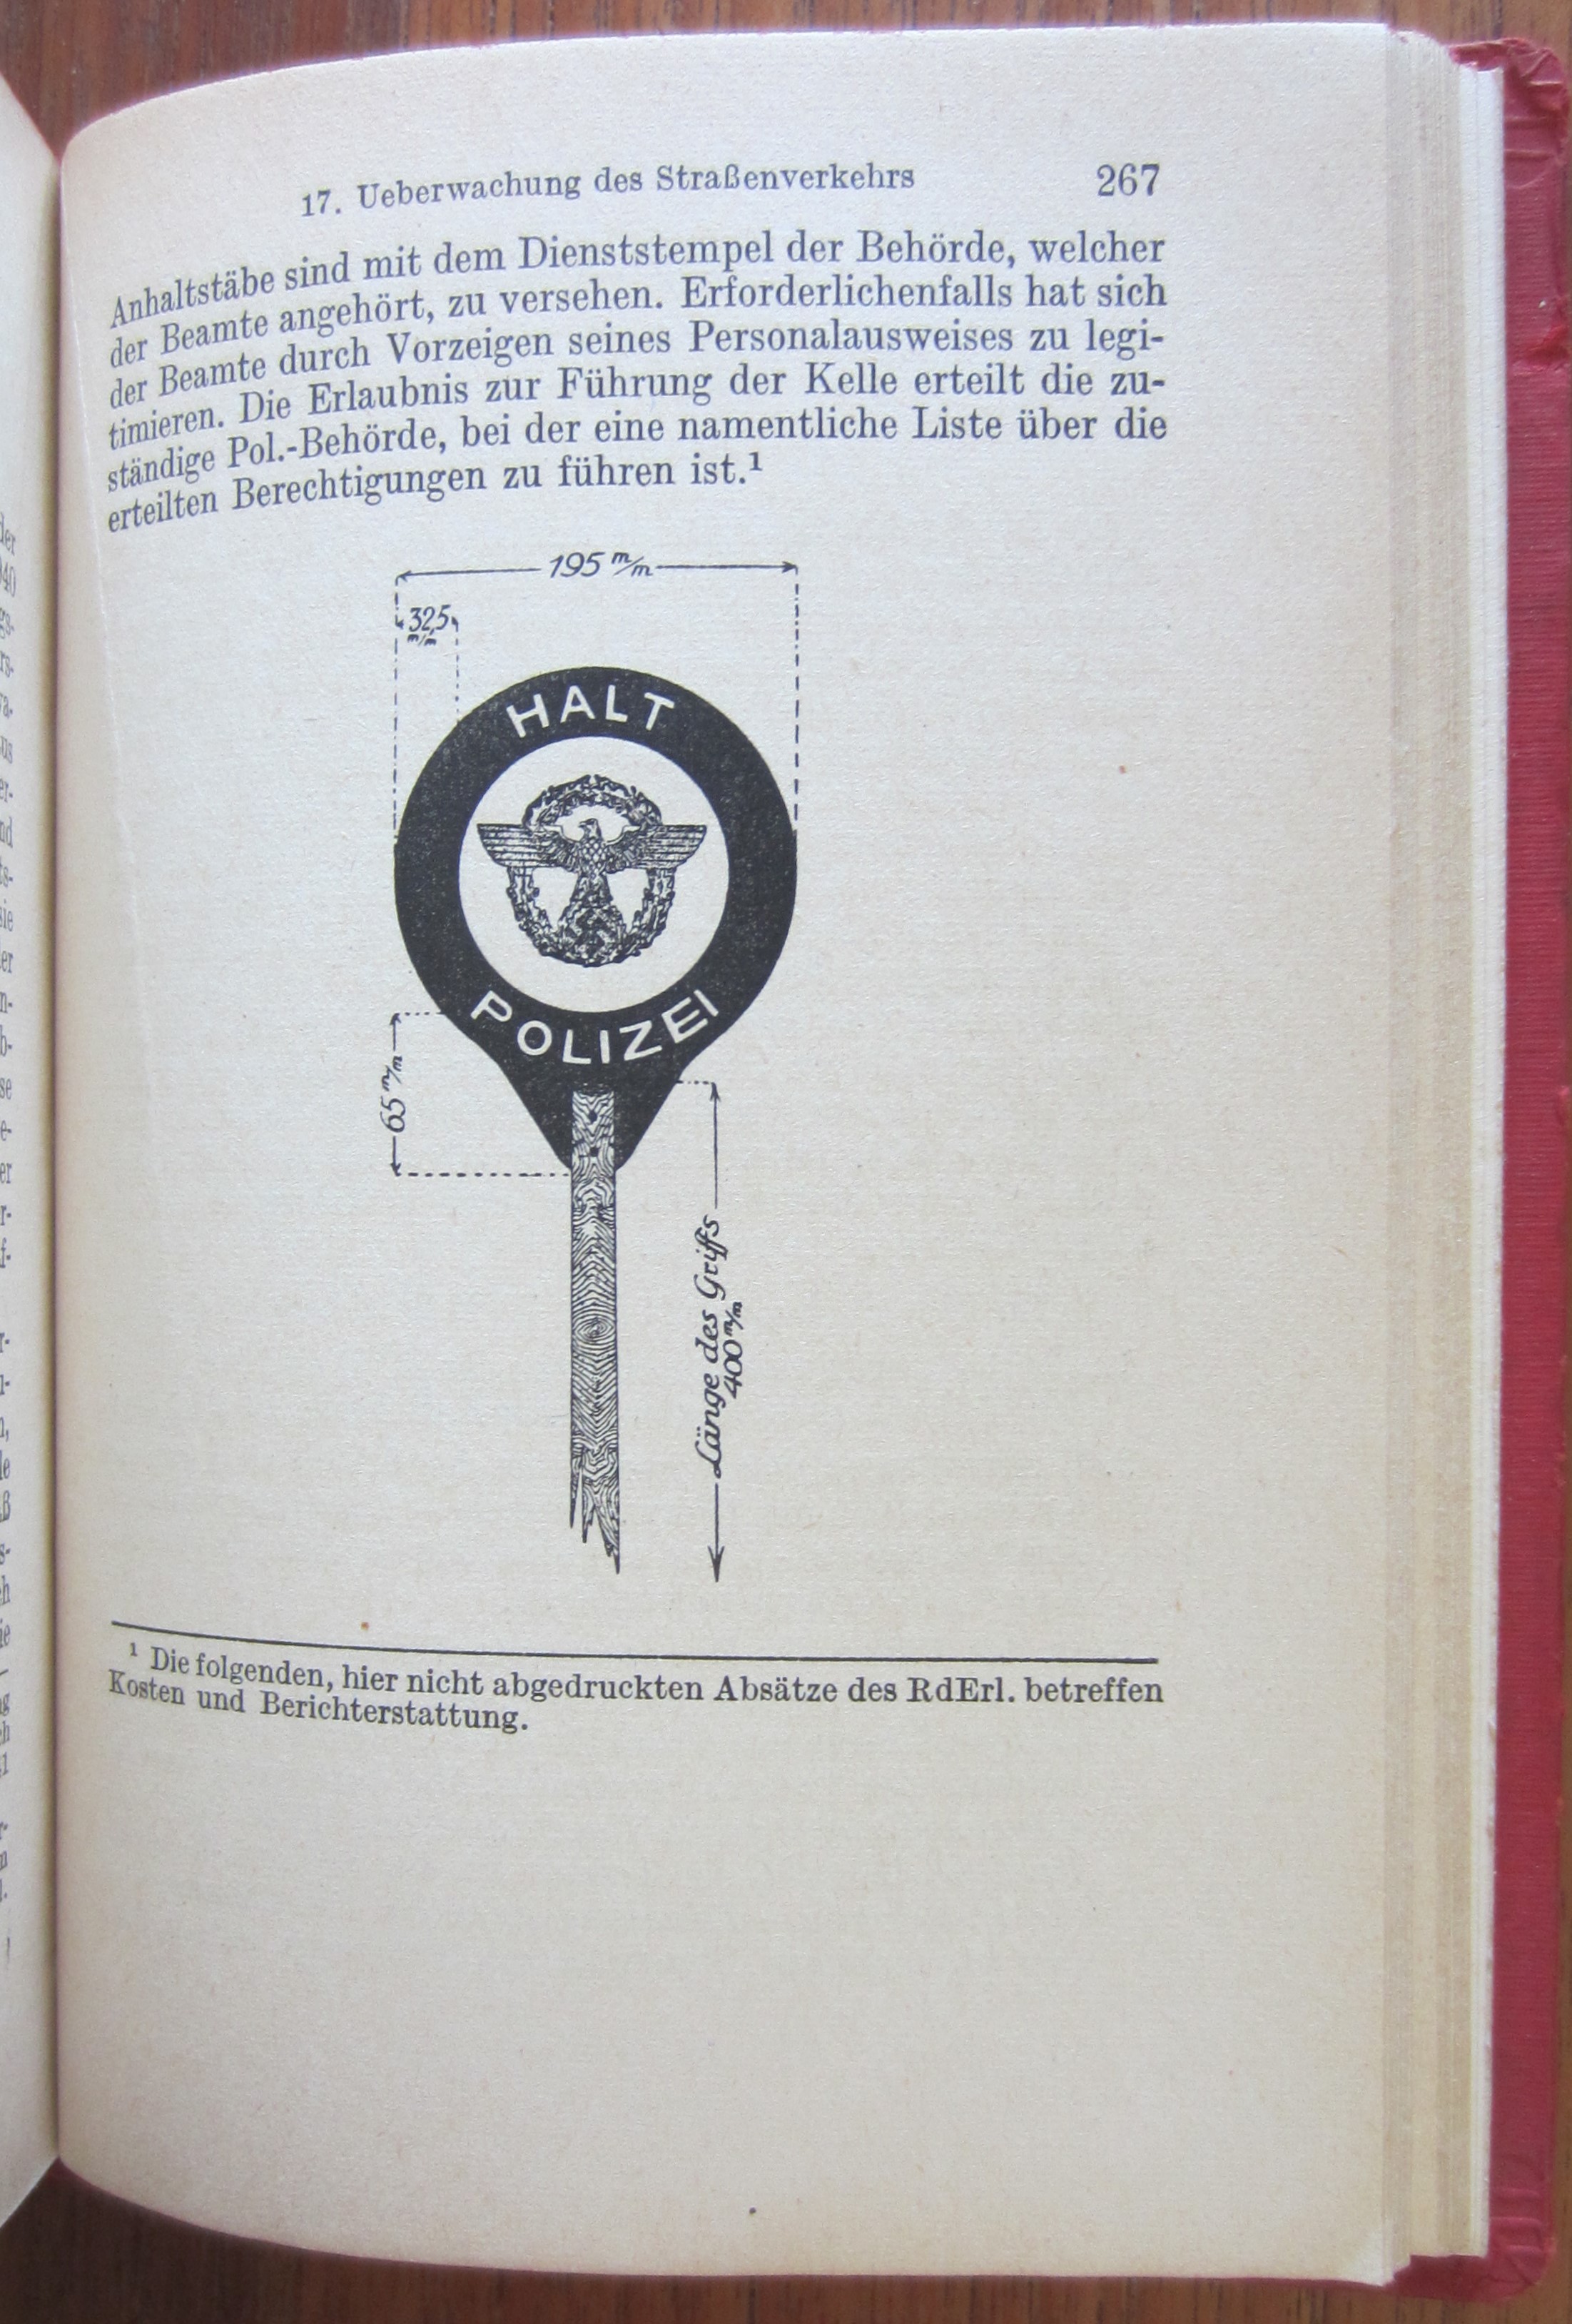 17. Ueberwachung des Straßenverkehrs 267
Anhaltstäbe sind mit dem Dienststempel der Behörde, welcher
der Beamte angehört, zu versehen. Erforderlichenfalls hat sich
der Beamte durch Vorzeigen seines Personalausweises zu legi-
timieren. Die Erlaubnis zur Führung der Kelle erteilt die zu-
ständige Pol.-Behörde, bei der eine namentliche Liste über die
erteilten Berechtigungen zu führen ist.¹
195 m/m
32,5
m/m
HALT
POLIZEI
65 m/m
Länge des Griffs
400 m/m
¹ Die folgenden, hier nicht abgedruckten Absätze des RdErl. betreffen
Kosten und Berichterstattung.